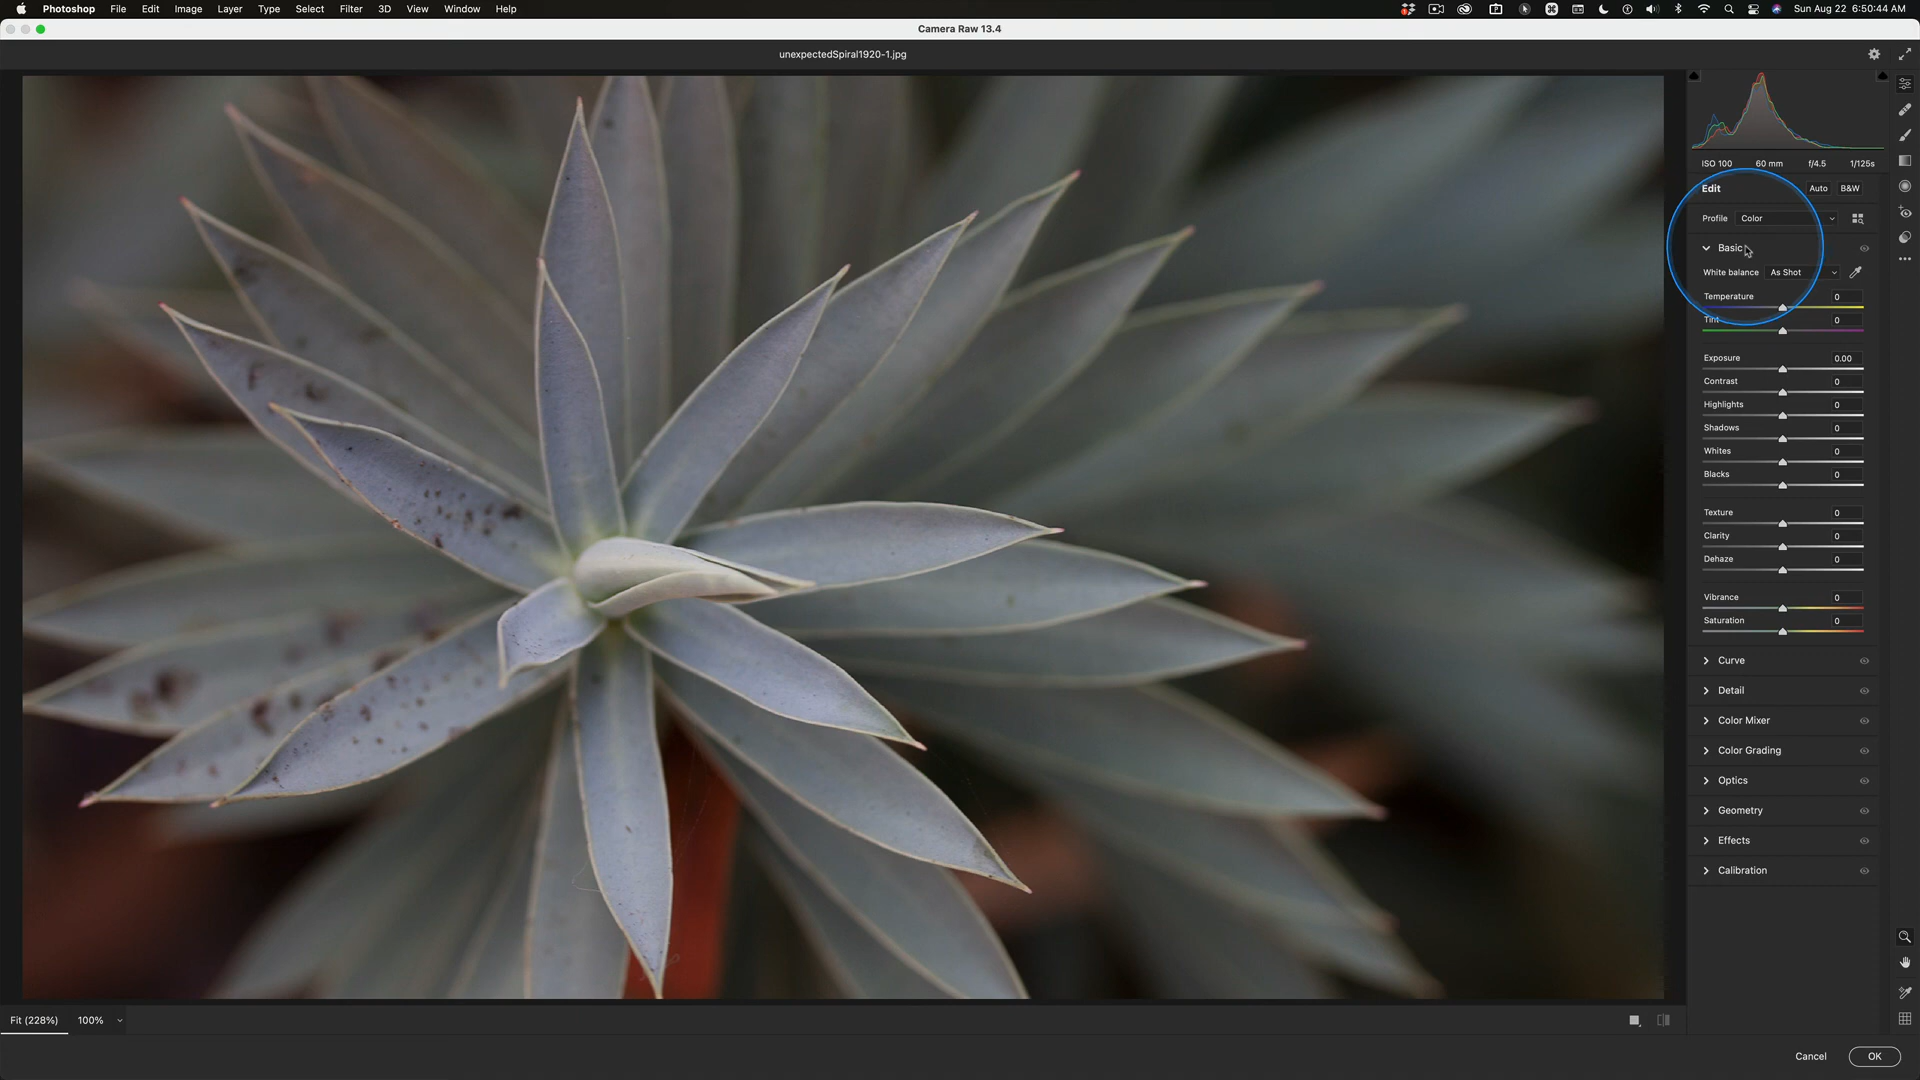 Photoshop File Edit Image Layer Type Select Filter 3D View Window Help Sun Aug 22 6:50:44 AM
Camera Raw 13.4
unexpectedSpiral1920-1.jpg
ISO 100 60 mm f/4.5 1/125s
Edit Auto B&W
Profile Color
Basic
White balance As Shot
Temperature 0
Tint 0
Exposure 0.00
Contrast 0
Highlights 0
Shadows 0
Whites 0
Blacks 0
Texture 0
Clarity 0
Dehaze 0
Vibrance 0
Saturation 0
Curve
Detail
Color Mixer
Color Grading
Optics
Geometry
Effects
Calibration
Fit (228%) 100%
Cancel OK